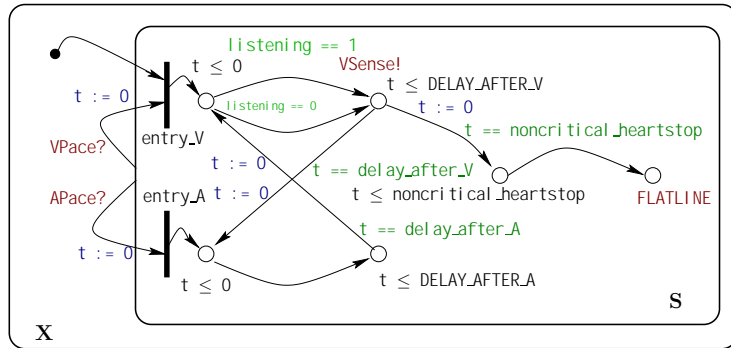 listening == 1
t ≤ 0
VSense!
t ≤ DELAY_AFTER_V
t := 0
listening == 0
t := 0
t == noncritical_heartstop
entry_V
VPace?
t := 0
t == delay_after_V
APace?
entry_A
t := 0
t ≤ noncritical_heartstop
FLATLINE
t == delay_after_A
t := 0
t ≤ 0
t ≤ DELAY_AFTER_A
S
X